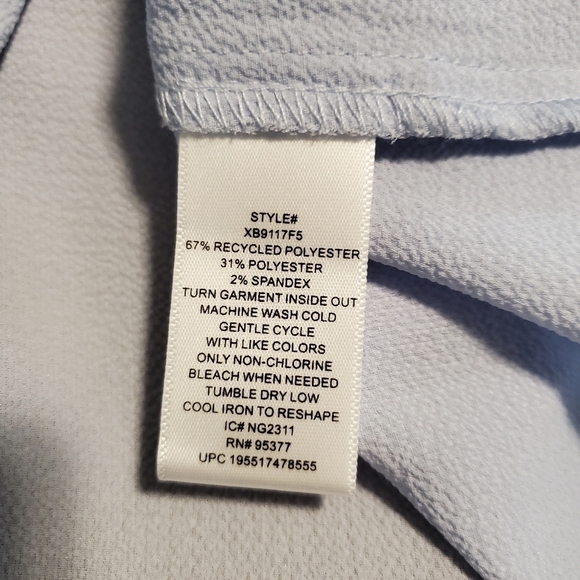 STYLE#
XB9117F5
67% RECYCLED POLYESTER
31% POLYESTER
2% SPANDEX
TURN GARMENT INSIDE OUT
MACHINE WASH COLD
GENTLE CYCLE
WITH LIKE COLORS
ONLY NON-CHLORINE
BLEACH WHEN NEEDED
TUMBLE DRY LOW
COOL IRON TO RESHAPE
IC# NG2311
RN# 95377
UPC 195517478555